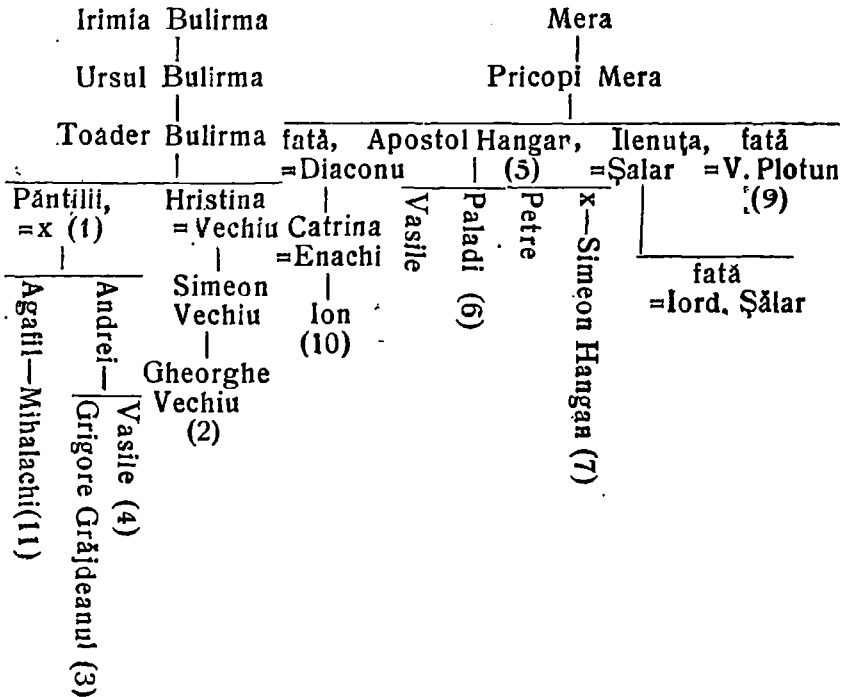 Irimia Bulirma Mera
Ursul Bulirma Pricopi Mera
Toader Bulirma fată, Apostol Hangar, Ilenuţa, fată
=Diaconu (5) =Şalar =V. Plotun
(9)
Păntilii, Hristina
=x (1) =Vechiu Catrina
=Enachi
Simeon
Vechiu Ion
(10)
Gheorghe
Vechiu
(2)
Vasile
Paladi (6)
Petre
x—Simeon Hangan (7)
fată
=Iord. Şălar
Agafil—Mihalachi(11)
Andrei—
Vasile (4)
Grigore Grăjdeanul (3)